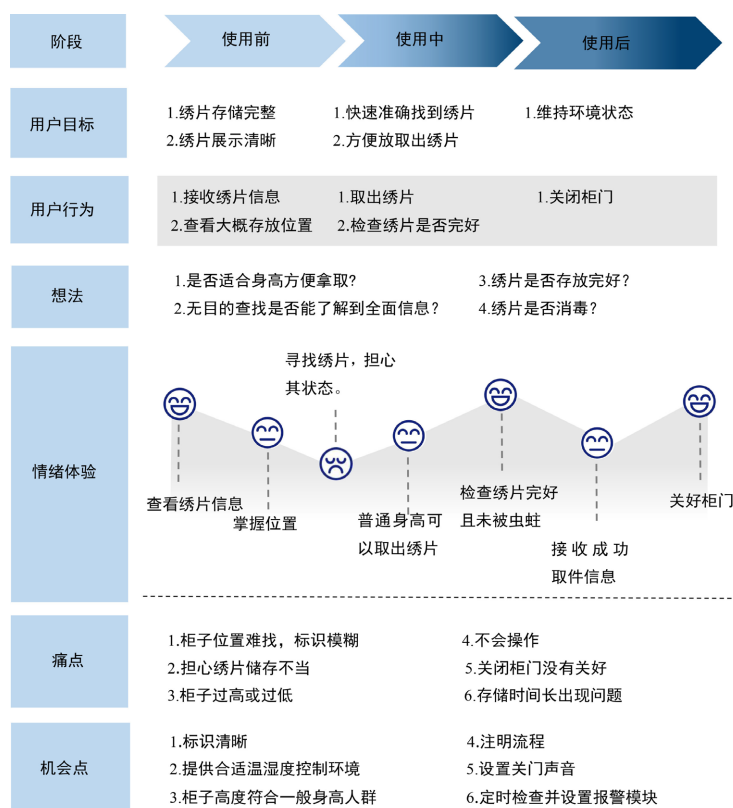 阶段
使用前
使用中
使用后
用户目标
1.绣片存储完整
2.绣片展示清晰
1.快速准确找到绣片
2.方便放取出绣片
1.维持环境状态
用户行为
1.接收绣片信息
2.查看大概存放位置
1.取出绣片
2.检查绣片是否完好
1.关闭柜门
想法
1.是否适合身高方便拿取?
2.无目的查找是否能了解到全面信息?
3.绣片是否存放完好?
4.绣片是否消毒?
情绪体验
查看绣片信息
掌握位置
寻找绣片，担心
其状态。
普通身高可
以取出绣片
检查绣片完好
且未被虫蛀
接收成功
取件信息
关好柜门
痛点
1.柜子位置难找，标识模糊
2.担心绣片储存不当
3.柜子过高或过低
4.不会操作
5.关闭柜门没有关好
6.存储时间长出现问题
机会点
1.标识清晰
2.提供合适温湿度控制环境
3.柜子高度符合一般身高人群
4.注明流程
5.设置关门声音
6.定时检查并设置报警模块